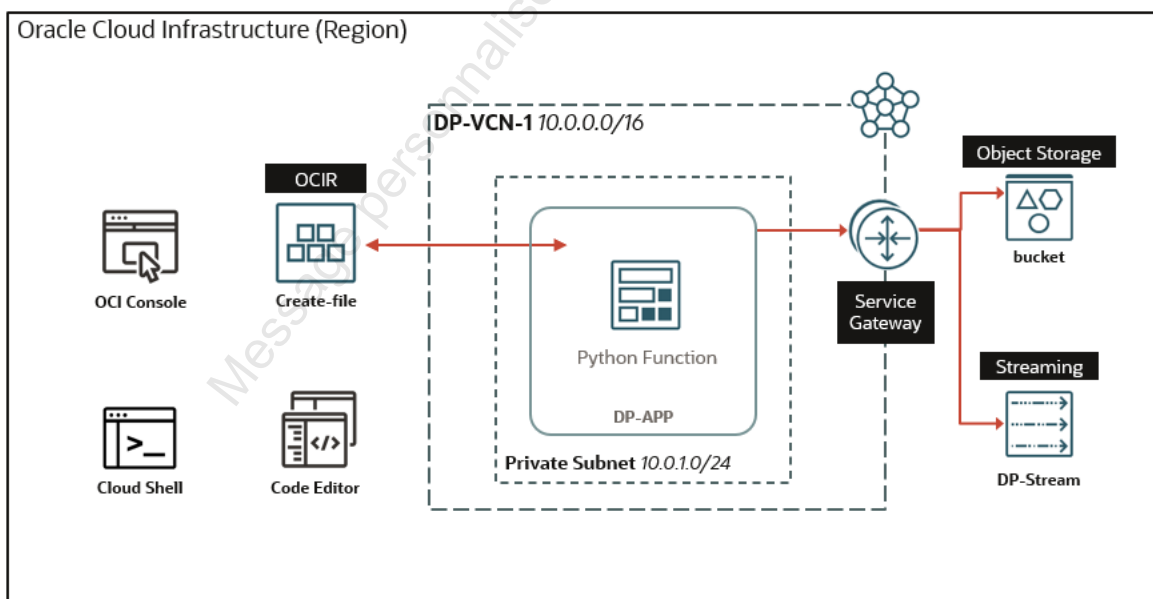 Oracle Cloud Infrastructure (Region)
DP-VCN-1 10.0.0.0/16
OCIR
Object Storage
OCI Console
Create-file
bucket
Service
Gateway
Python Function
Streaming
DP-APP
Private Subnet 10.0.1.0/24
Cloud Shell
Code Editor
DP-Stream
Message personnalis